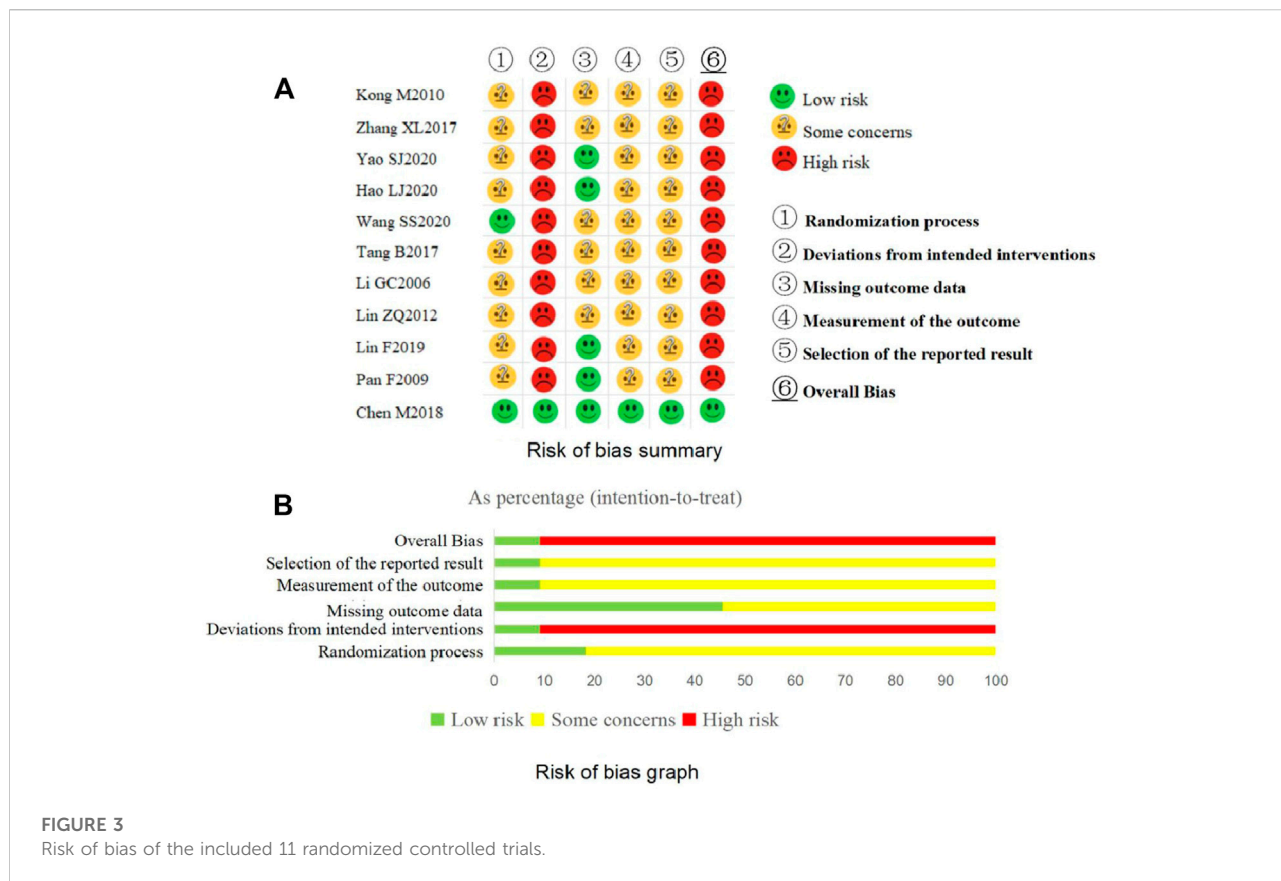 ① ② ③ ④ ⑤ ⑥
A
Kong M2010
Zhang XL2017
Yao SJ2020
Hao LJ2020
Wang SS2020
Tang B2017
Li GC2006
Lin ZQ2012
Lin F2019
Pan F2009
Chen M2018
Low risk
Some concerns
High risk
① Randomization process
② Deviations from intended interventions
③ Missing outcome data
④ Measurement of the outcome
⑤ Selection of the reported result
⑥ Overall Bias
Risk of bias summary
B
As percentage (intention-to-treat)
Overall Bias
Selection of the reported result
Measurement of the outcome
Missing outcome data
Deviations from intended interventions
Randomization process
0 10 20 30 40 50 60 70 80 90 100
Low risk Some concerns High risk
Risk of bias graph
FIGURE 3
Risk of bias of the included 11 randomized controlled trials.